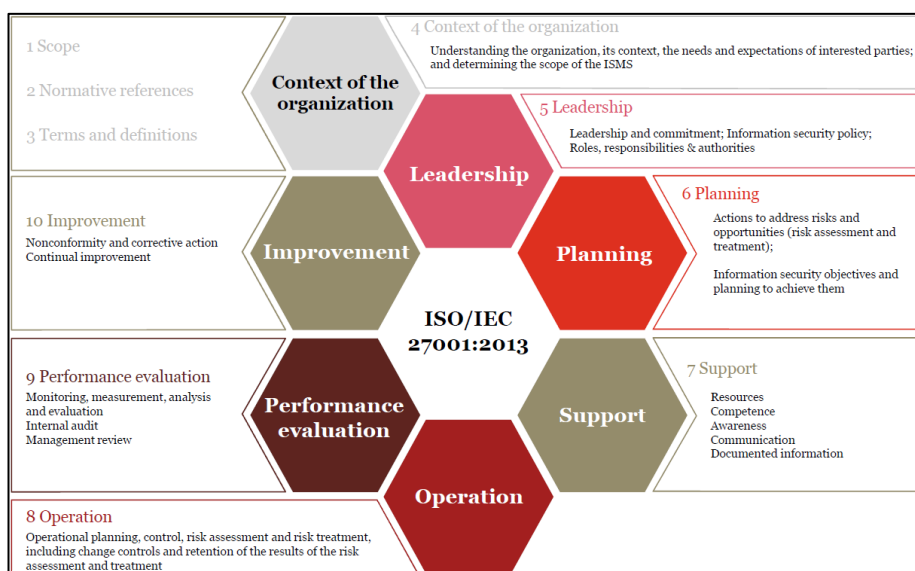 1 Scope
2 Normative references
3 Terms and definitions
Context of the
organization
4 Context of the organization
Understanding the organization, its context, the needs and expectations of interested parties;
and determining the scope of the ISMS
Leadership
5 Leadership
Leadership and commitment; Information security policy;
Roles, responsibilities & authorities
Planning
6 Planning
Actions to address risks and
opportunities (risk assessment and
treatment);
Information security objectives and
planning to achieve them
10 Improvement
Nonconformity and corrective action
Continual improvement
Improvement
ISO/IEC
27001:2013
9 Performance evaluation
Monitoring, measurement, analysis
and evaluation
Internal audit
Management review
Performance
evaluation
Support
7 Support
Resources
Competence
Awareness
Communication
Documented information
Operation
8 Operation
Operational planning, control, risk assessment and risk treatment,
including change controls and retention of the results of the risk
assessment and treatment